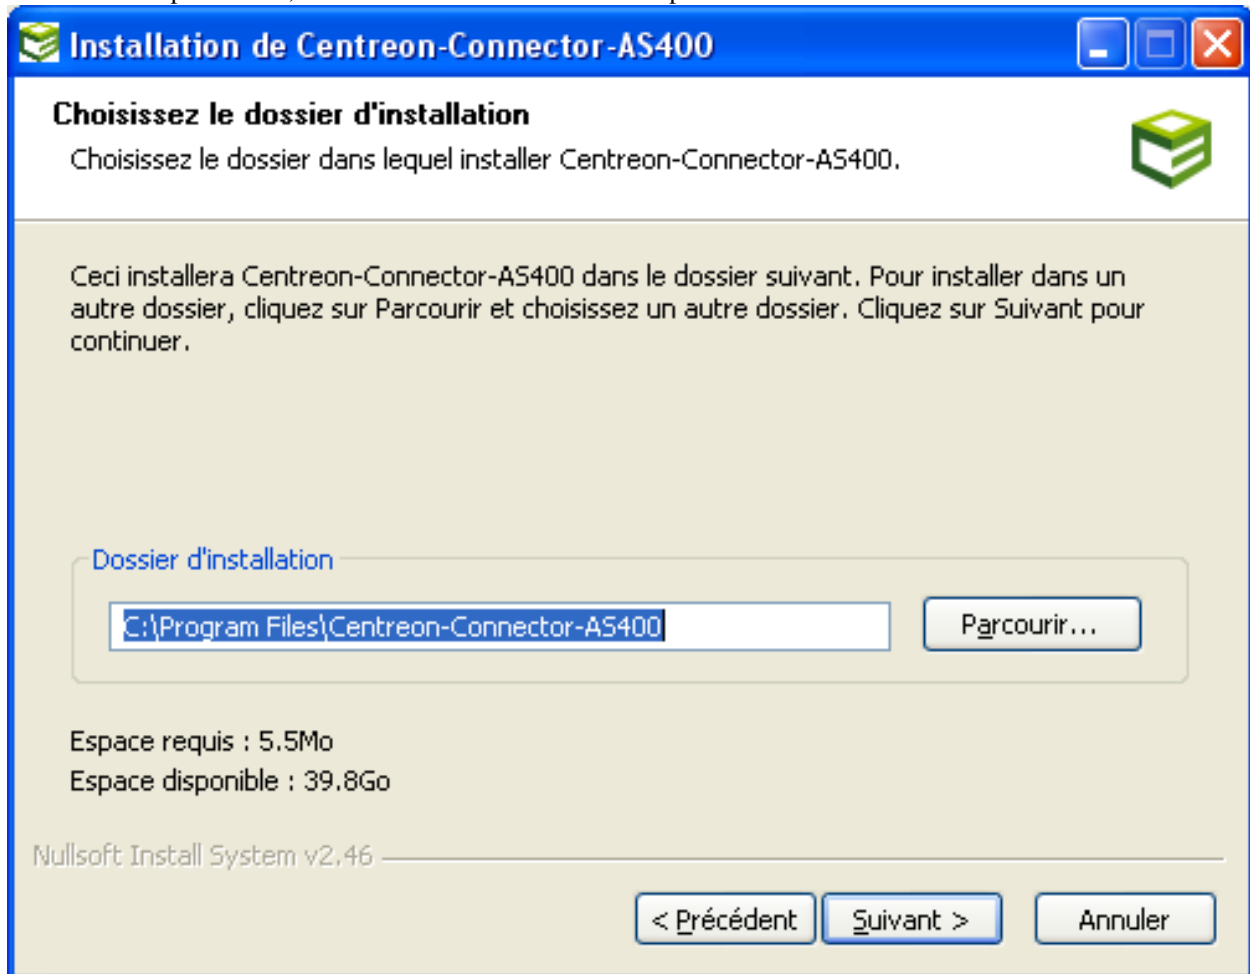 Installation de Centreon-Connector-AS400
Choisissez le dossier d'installation
Choisissez le dossier dans lequel installer Centreon-Connector-AS400.
Ceci installera Centreon-Connector-AS400 dans le dossier suivant. Pour installer dans un
autre dossier, cliquez sur Parcourir et choisissez un autre dossier. Cliquez sur Suivant pour
continuer.
Dossier d'installation
C:\Program Files\Centreon-Connector-AS400
Parcourir...
Espace requis : 5.5Mo
Espace disponible : 39.8Go
Nullsoft Install System v2.46
< Précédent
Suivant >
Annuler